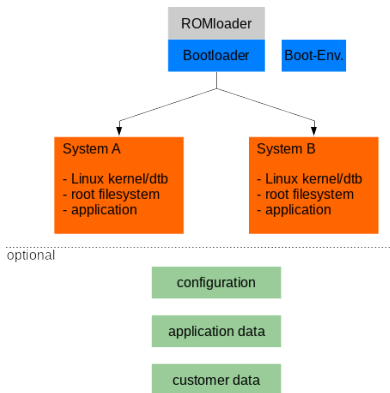 ROMloader
Bootloader
Boot-Env.
System A
- Linux kernel/dtb
- root filesystem
- application
System B
- Linux kernel/dtb
- root filesystem
- application
optional
configuration
application data
customer data